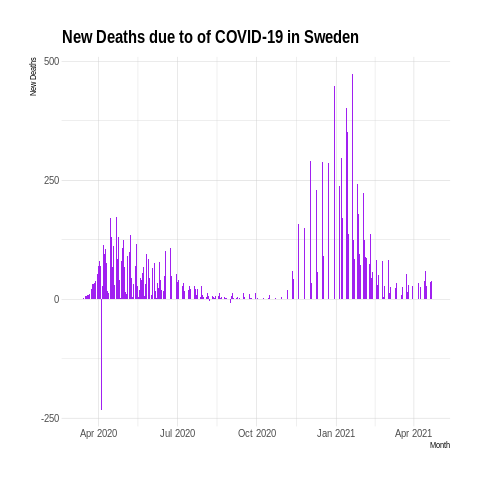 New Deaths due to of COVID-19 in Sweden
New Deaths
500
250
0
-250
Apr 2020
Jul 2020
Oct 2020
Jan 2021
Apr 2021
Month